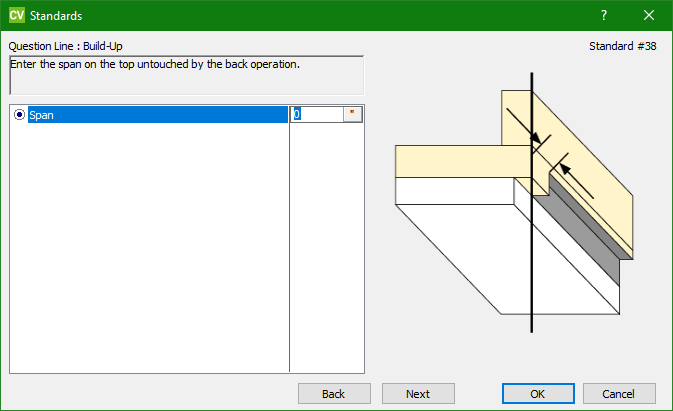 CV Standards ?
Question Line : Build-Up Standard #38
Enter the span on the top untouched by the back operation.
Span 0 "
Back Next OK Cancel